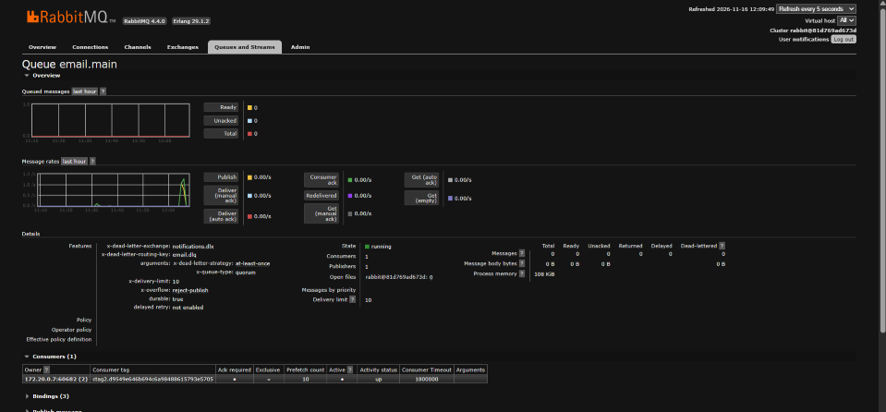 RabbitMQ TM RabbitMQ 4.4.0 Erlang 29.1.2
Refreshed 2026-11-16 12:09:49 Refresh every 5 seconds
Virtual host All
Cluster rabbit@81d769ad673d
User notifications Log out
Overview Connections Channels Exchanges Queues and Streams Admin
Queue email.main
Overview
Queued messages last hour ?
Ready 0
Unacked 0
Total 0
Message rates last hour ?
Publish 0.00/s
Deliver (manual ack) 0.00/s
Deliver (auto ack) 0.00/s
Consumer ack 0.00/s
Redelivered 0.00/s
Get (manual ack) 0.00/s
Get (auto ack) 0.00/s
Get (empty) 0.00/s
Details
Features
x-dead-letter-exchange: notifications.dlx
x-dead-letter-routing-key: email.dlq
arguments: x-dead-letter-strategy: at-least-once
x-queue-type: quorum
x-delivery-limit: 10
x-overflow: reject-publish
durable: true
delayed retry: not enabled
Policy
Operator policy
Effective policy definition
State running
Consumers 1
Publishers 1
Open files rabbit@81d769ad673d: 0
Messages by priority
Delivery limit ? 10
Total Ready Unacked Returned Delayed Dead-lettered ?
Messages ? 0 0 0 0 0 0
Message body bytes ? 0 B 0 B 0 B 0 B
Process memory ? 108 KiB
Consumers (1)
Owner ? Consumer tag Ack required Exclusive Prefetch count Active ? Activity status Consumer Timeout Arguments
172.20.0.7:60682 (2) 10 up 1800000
Bindings (3)
Publish message